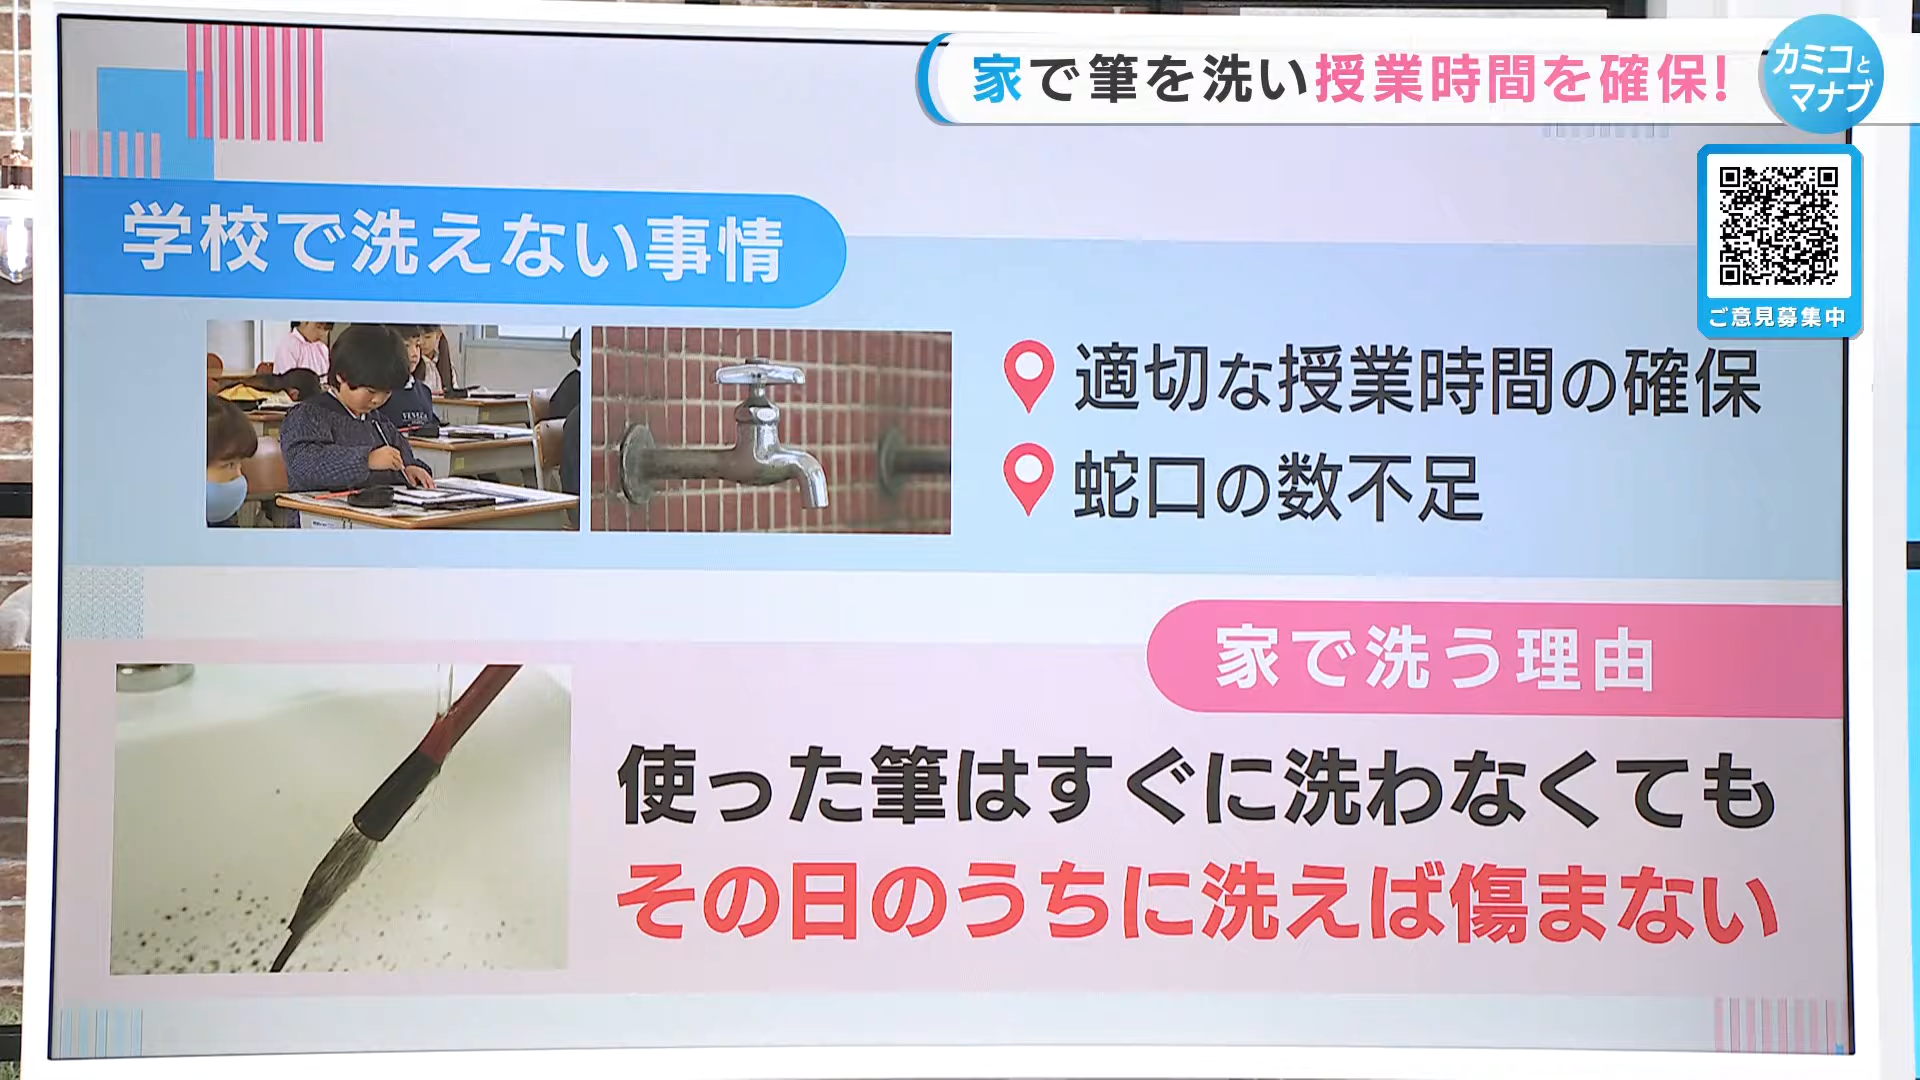 家で筆を洗い授業時間を確保!
カミコと
マナブ
ご意見募集中
学校で洗えない事情
適切な授業時間の確保
蛇口の数不足
家で洗う理由
使った筆はすぐに洗わなくても
その日のうちに洗えば傷まない